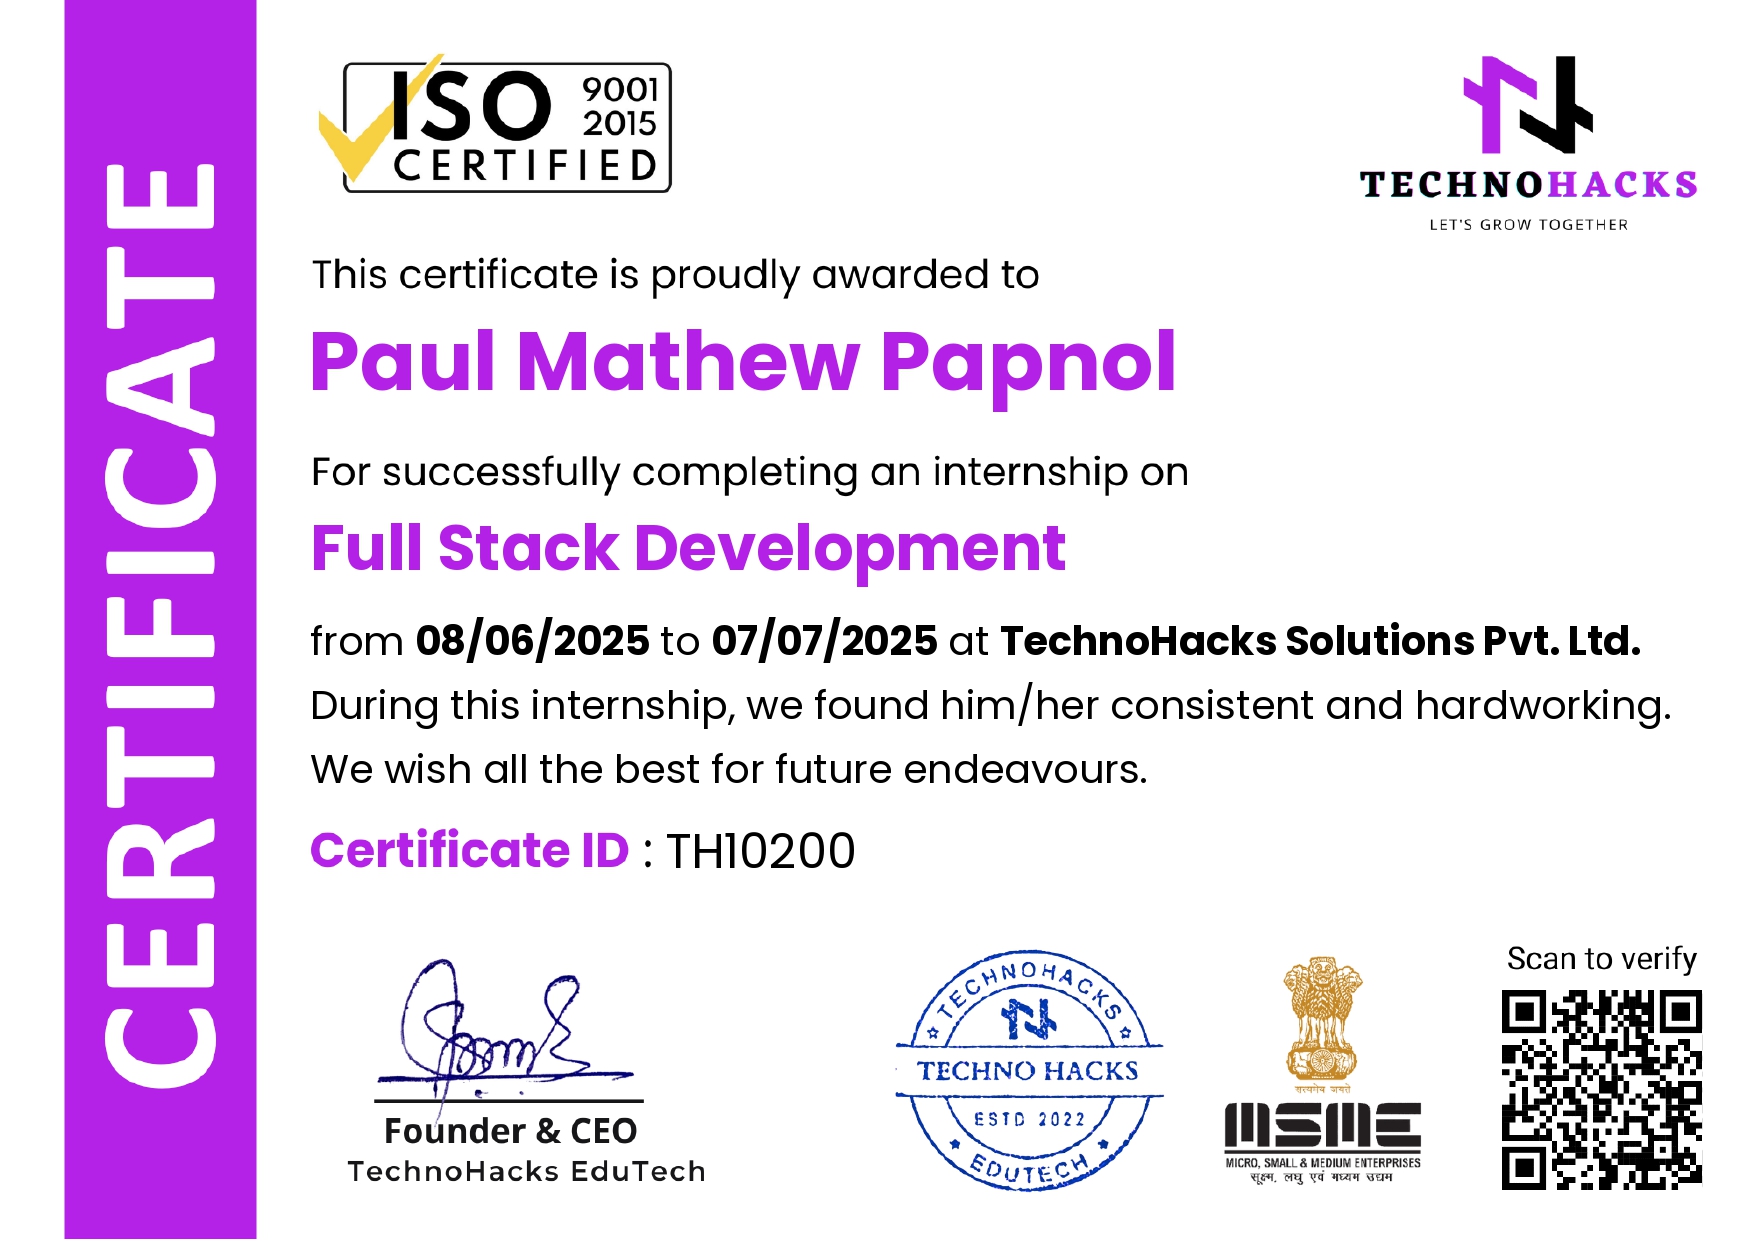 CERTIFICATE
ISO 9001 2015
CERTIFIED
TECHNOHACKS
LET'S GROW TOGETHER
This certificate is proudly awarded to
Paul Mathew Papnol
For successfully completing an internship on
Full Stack Development
from 08/06/2025 to 07/07/2025 at TechnoHacks Solutions Pvt. Ltd.
During this internship, we found him/her consistent and hardworking.
We wish all the best for future endeavours.
Certificate ID : TH10200
Founder & CEO
TechnoHacks EduTech
TECHNOHACKS
TECHNO HACKS
ESTD 2022
EDUTECH
सत्यमेव जयते
MSME
MICRO, SMALL & MEDIUM ENTERPRISES
सूक्ष्म, लघु एवं मध्यम उद्यम
Scan to verify